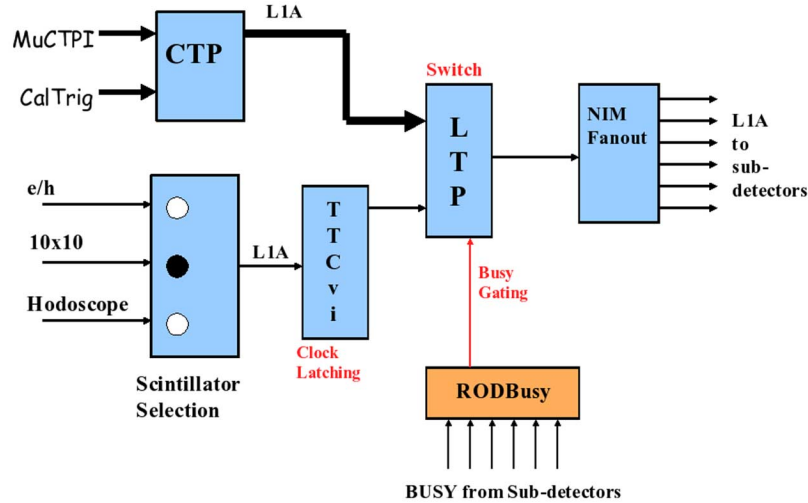 L1A
MuCTPI
CTP
CalTrig
Switch
L
T
P
NIM
Fanout
L1A
to
sub-
detectors
e/h
10x10
Hodoscope
L1A
T
T
C
v
i
Clock
Latching
Scintillator
Selection
Busy
Gating
RODBusy
BUSY from Sub-detectors